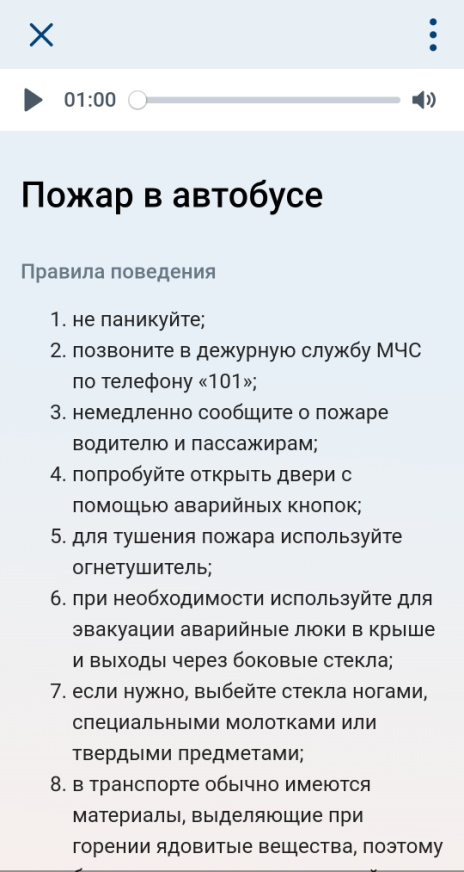 01:00
Пожар в автобусе
Правила поведения
1. не паникуйте;
2. позвоните в дежурную службу МЧС
по телефону «101»;
3. немедленно сообщите о пожаре
водителю и пассажирам;
4. попробуйте открыть двери с
помощью аварийных кнопок;
5. для тушения пожара используйте
огнетушитель;
6. при необходимости используйте для
эвакуации аварийные люки в крыше
и выходы через боковые стекла;
7. если нужно, выбейте стекла ногами,
специальными молотками или
твердыми предметами;
8. в транспорте обычно имеются
материалы, выделяющие при
горении ядовитые вещества, поэтому